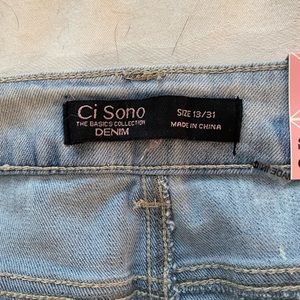 Ci Sono
THE BASICS COLLECTION
DENIM
SIZE 13/31
MADE IN CHINA